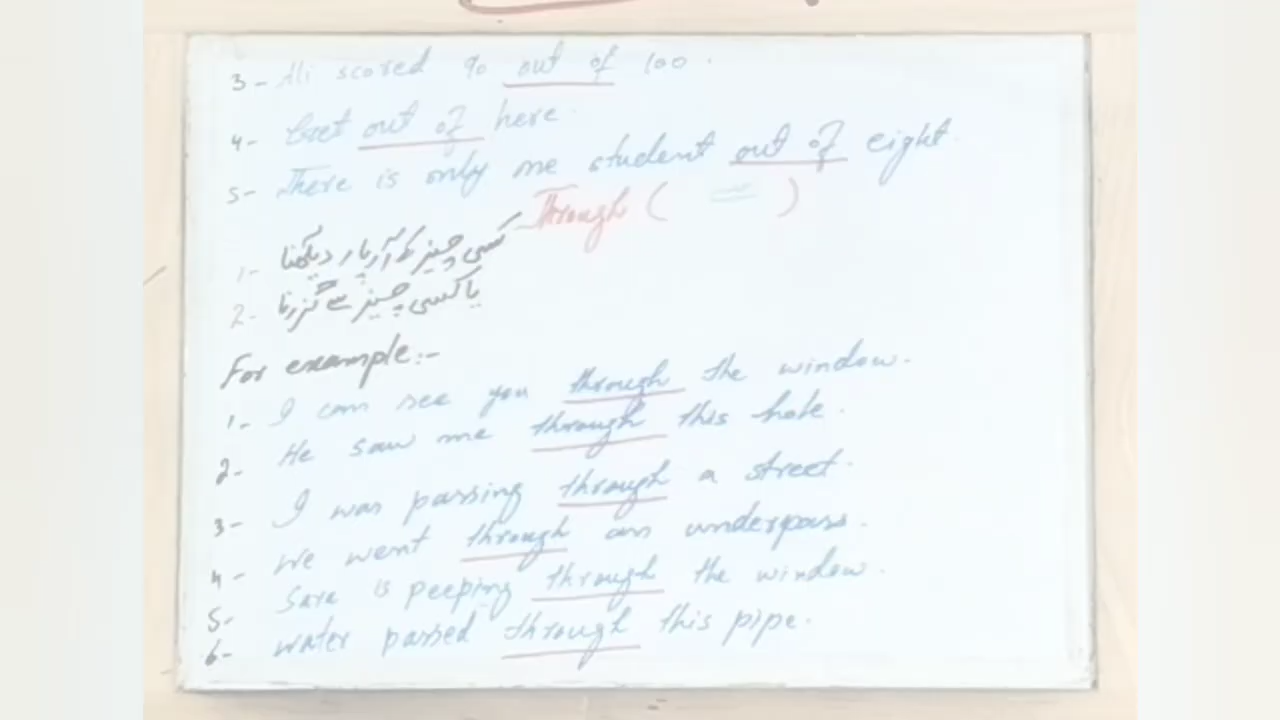 3- Ali scored 90 out of 100.
4- Get out of here.
5- There is only one student out of eight.
Through ( )
1- کسی چیز کے آر پار دیکھنا
2- یا کسی چیز سے گزرنا
For example:-
1- I can see you through the window.
2- He saw me through this hole.
3- I was passing through a street.
4- We went through an underpass.
5- Sara is peeping through the window.
6- water passed through this pipe.